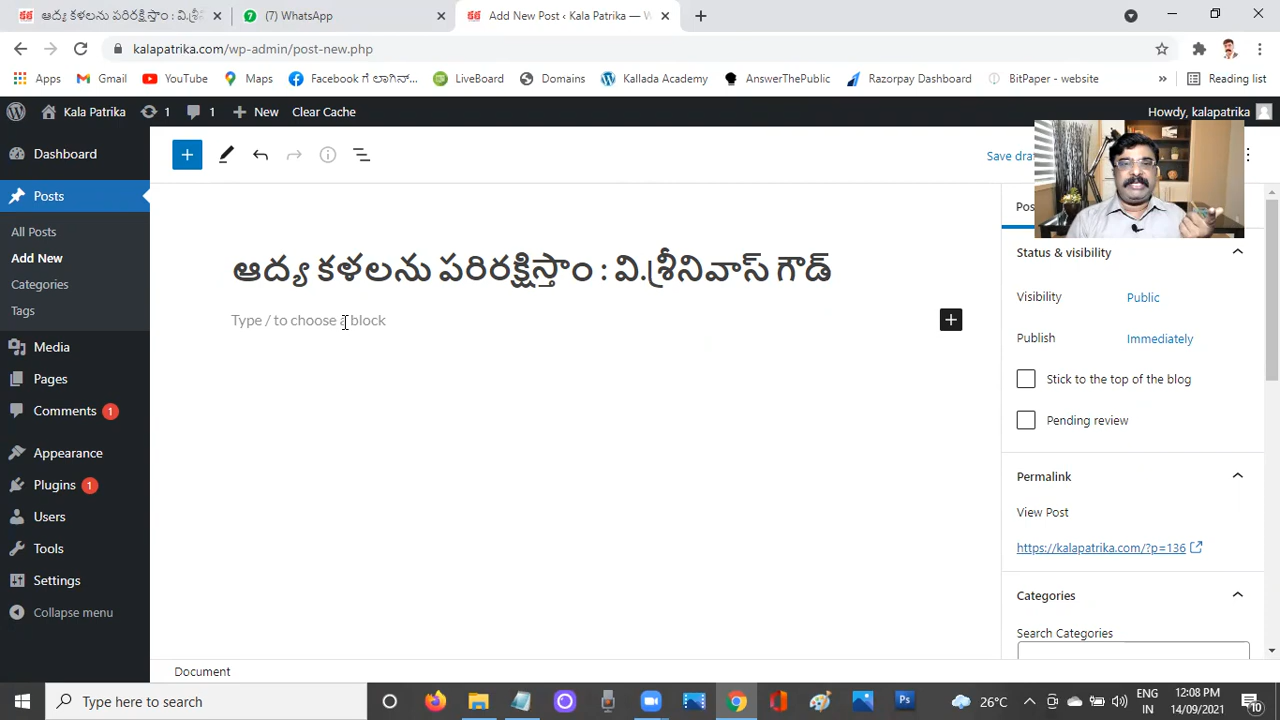 ఆద్య కళలను పరిరక్షిస్తాం : వి.శ్రీ
(7) WhatsApp
Add New Post ‹ Kala Patrika — W
kalapatrika.com/wp-admin/post-new.php
Apps
Gmail
YouTube
Maps
Facebook ಗೆ ಲಾಗಿನ್...
LiveBoard
Domains
Kallada Academy
AnswerThePublic
Razorpay Dashboard
BitPaper - website
»
Reading list
Kala Patrika
1
1
New
Clear Cache
Howdy, kalapatrika
Dashboard
Posts
All Posts
Add New
Categories
Tags
Media
Pages
Comments 1
Appearance
Plugins 1
Users
Tools
Settings
Collapse menu
Save dra
ఆద్య కళలను పరిరక్షిస్తాం : వి.శ్రీనివాస్ గౌడ్
Type / to choose a block
Pos
Status & visibility
Visibility Public
Publish Immediately
Stick to the top of the blog
Pending review
Permalink
View Post
https://kalapatrika.com/?p=136
Categories
Search Categories
Document
Type here to search
Ps
26°C
ENG
IN
12:08 PM
14/09/2021
10